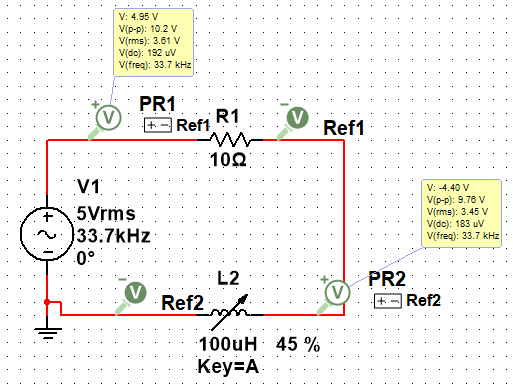 V: 4.95 V
V(p-p): 10.2 V
V(rms): 3.61 V
V(dc): 192 uV
V(freq): 33.7 kHz
+
V
PR1
+ - Ref1
R1
10Ω
-
V
Ref1
V1
5Vrms
33.7kHz
0°
+
-
V: -4.40 V
V(p-p): 9.76 V
V(rms): 3.45 V
V(dc): 183 uV
V(freq): 33.7 kHz
-
V
Ref2
L2
100uH 45 %
Key=A
+
V
PR2
+ - Ref2